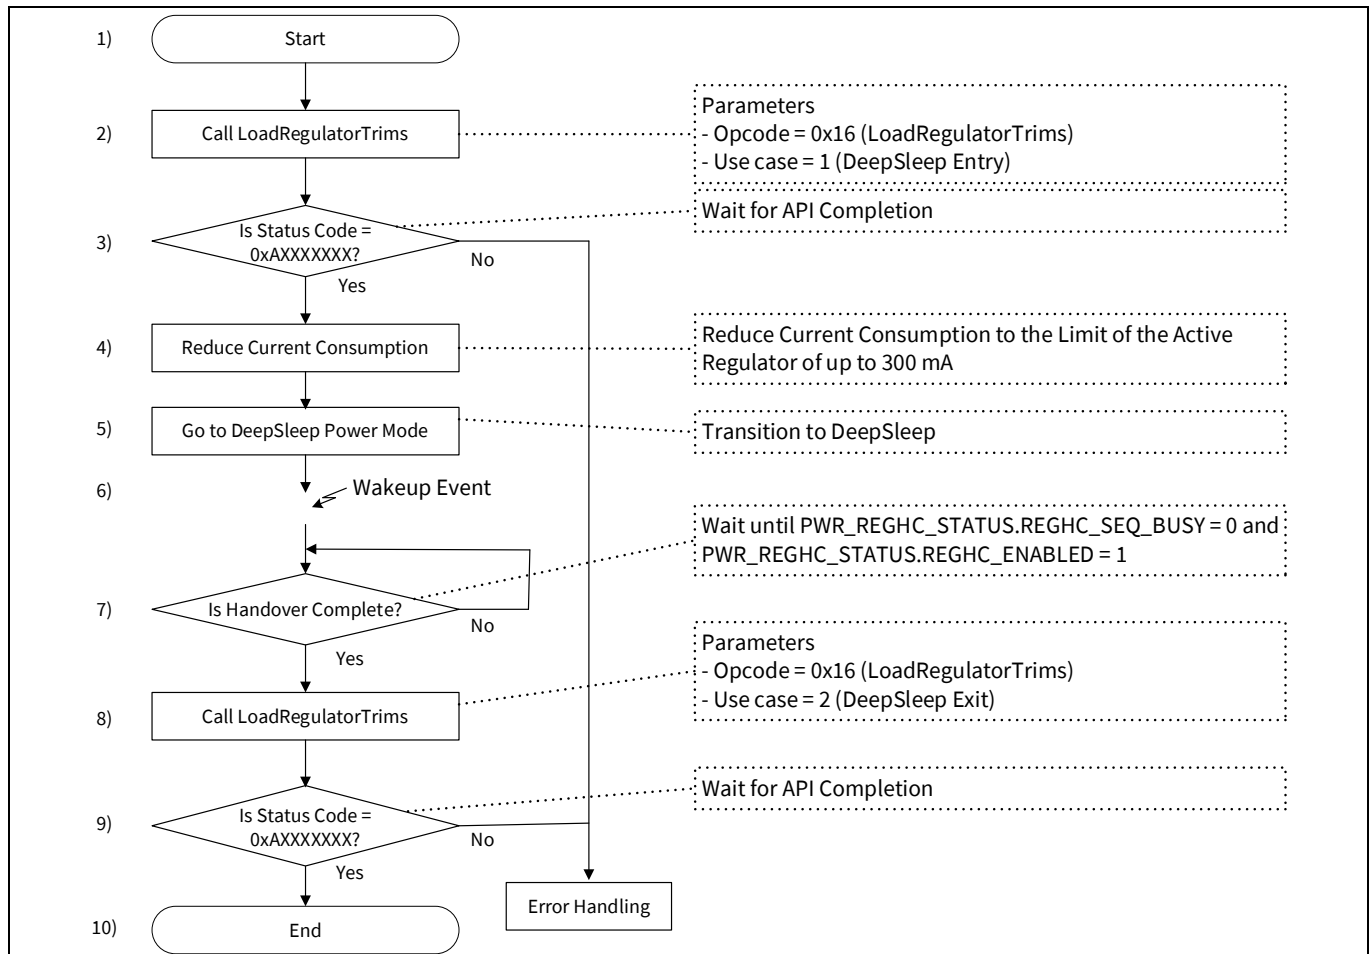 1)
Start
2)
Call LoadRegulatorTrims
Parameters
- Opcode = 0x16 (LoadRegulatorTrims)
- Use case = 1 (DeepSleep Entry)
Wait for API Completion
3)
Is Status Code =
0xAXXXXXXX?
No
Yes
4)
Reduce Current Consumption
Reduce Current Consumption to the Limit of the Active
Regulator of up to 300 mA
5)
Go to DeepSleep Power Mode
Transition to DeepSleep
6)
Wakeup Event
Wait until PWR_REGHC_STATUS.REGHC_SEQ_BUSY = 0 and
PWR_REGHC_STATUS.REGHC_ENABLED = 1
7)
Is Handover Complete?
No
Yes
Parameters
- Opcode = 0x16 (LoadRegulatorTrims)
- Use case = 2 (DeepSleep Exit)
8)
Call LoadRegulatorTrims
Wait for API Completion
9)
Is Status Code =
0xAXXXXXXX?
No
Yes
Error Handling
10)
End